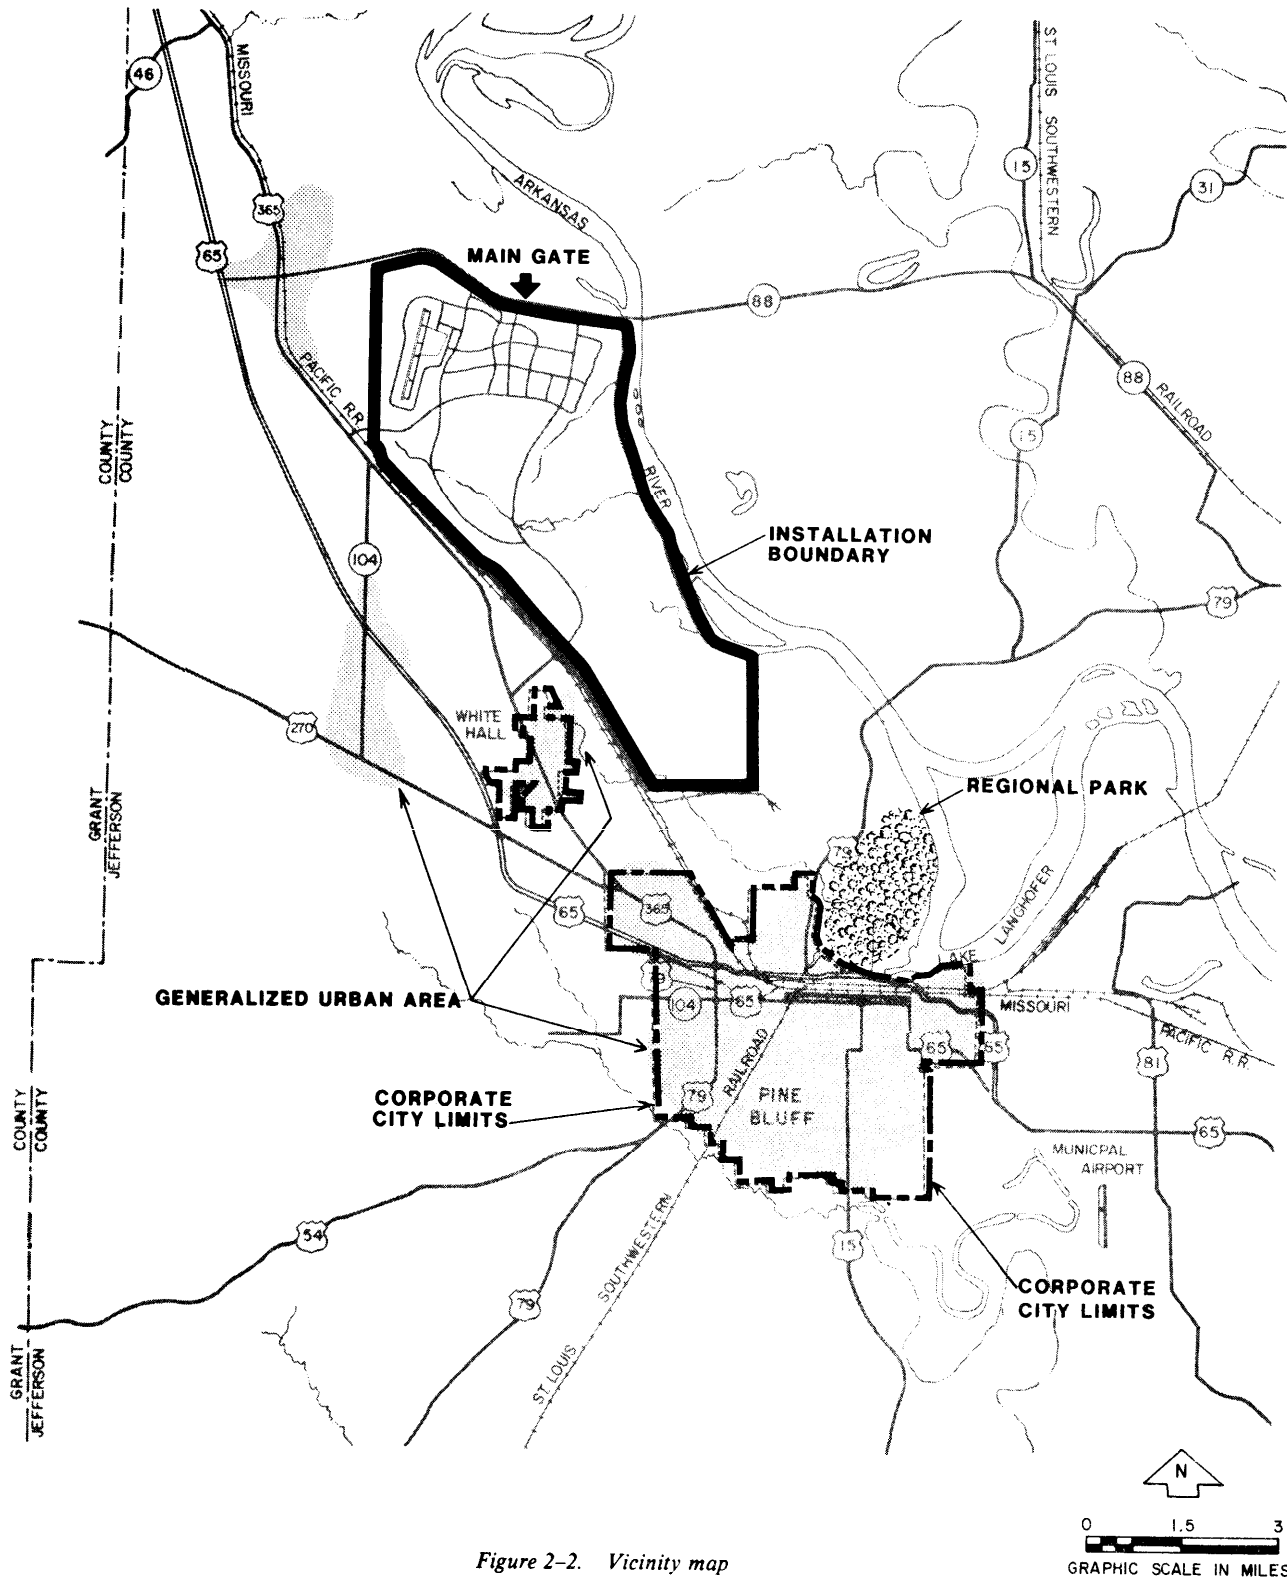 46
MISSOURI
ST LOUIS SOUTHWESTERN
15
31
ARKANSAS
365
65
MAIN GATE
88
PACIFIC R.R.
88
RAILROAD
COUNTY
COUNTY
15
RIVER
INSTALLATION
BOUNDARY
104
79
270
WHITE
HALL
REGIONAL PARK
GRANT
JEFFERSON
79
LANGHOFER
65
365
LAKE
79
GENERALIZED URBAN AREA
104
65
MISSOURI
PACIFIC R.R.
65
65
81
RAILROAD
CORPORATE
CITY LIMITS
79
PINE
BLUFF
COUNTY
COUNTY
65
MUNICPAL
AIRPORT
54
SOUTHWESTERN
15
79
CORPORATE
CITY LIMITS
ST. LOUIS
GRANT
JEFFERSON
N
0 1.5 3
GRAPHIC SCALE IN MILES
Figure 2–2. Vicinity map